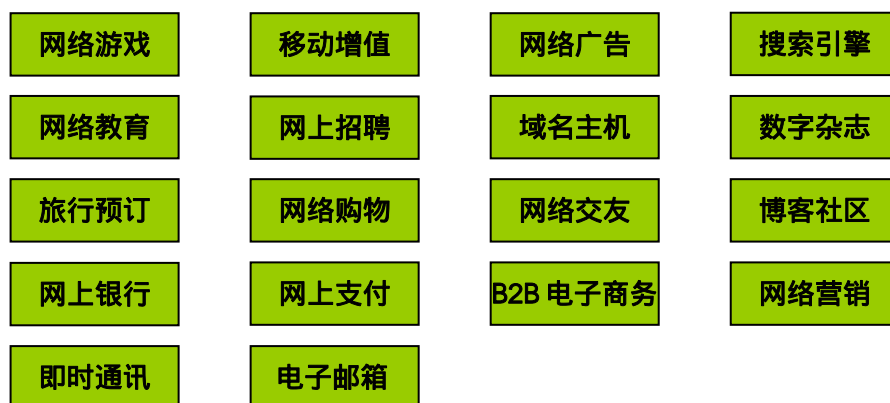 网络游戏 移动增值 网络广告 搜索引擎
网络教育 网上招聘 域名主机 数字杂志
旅行预订 网络购物 网络交友 博客社区
网上银行 网上支付 B2B 电子商务 网络营销
即时通讯 电子邮箱